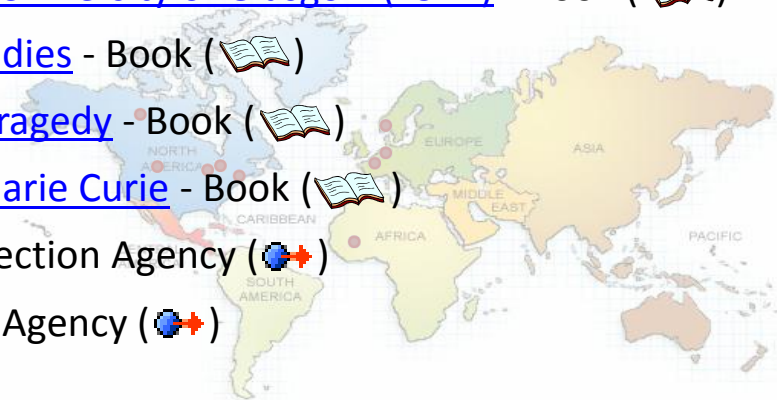 dies - Book ( )
ragedy - Book ( )
arie Curie - Book ( )
ection Agency ( )
Agency ( )
NORTH
AMERICA
EUROPE
ASIA
MIDDLE
EAST
CARIBBEAN
AFRICA
PACIFIC
SOUTH
AMERICA